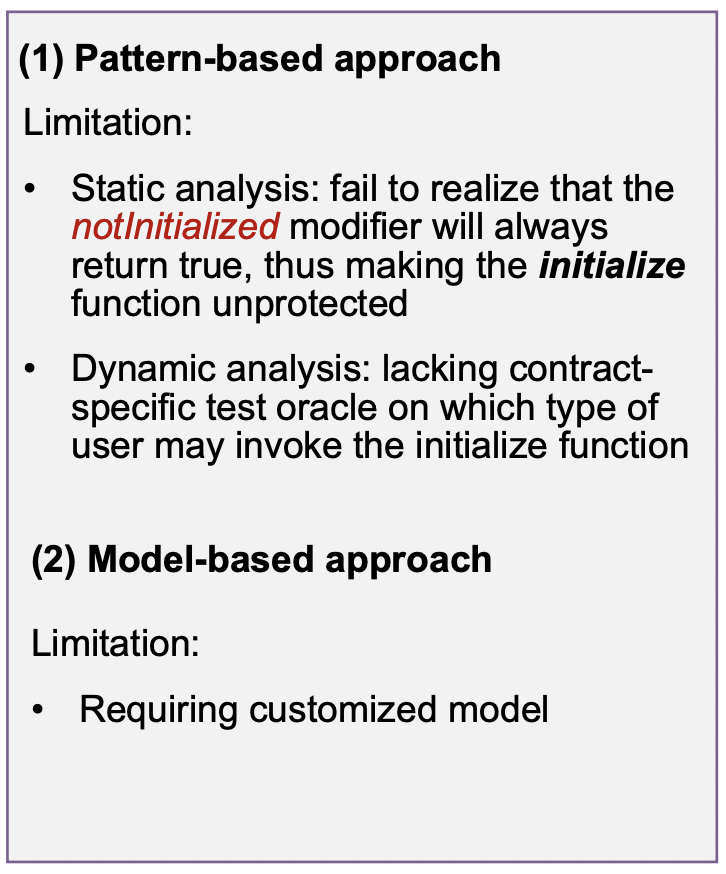 (1) Pattern-based approach
Limitation:
• Static analysis: fail to realize that the
notInitialized modifier will always
return true, thus making the initialize
function unprotected
• Dynamic analysis: lacking contract-
specific test oracle on which type of
user may invoke the initialize function
(2) Model-based approach
Limitation:
• Requiring customized model